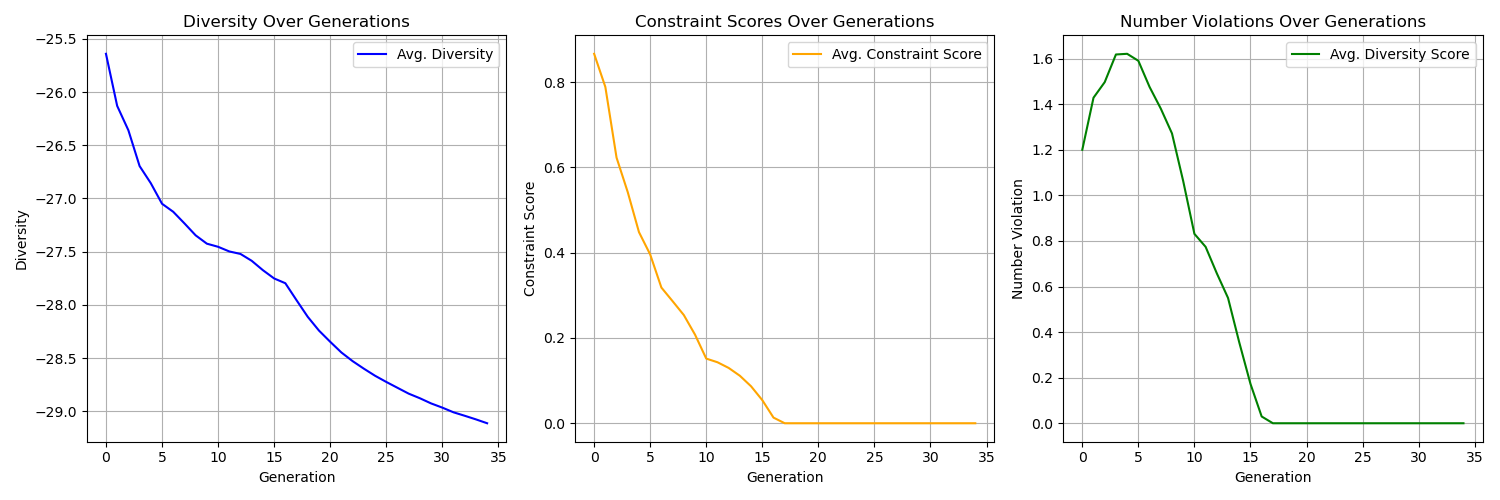 Diversity Over Generations
Avg. Diversity
Diversity
−25.5
−26.0
−26.5
−27.0
−27.5
−28.0
−28.5
−29.0
0 5 10 15 20 25 30 35
Generation
Constraint Scores Over Generations
Avg. Constraint Score
Constraint Score
0.8
0.6
0.4
0.2
0.0
0 5 10 15 20 25 30 35
Generation
Number Violations Over Generations
Avg. Diversity Score
Number Violation
1.6
1.4
1.2
1.0
0.8
0.6
0.4
0.2
0.0
0 5 10 15 20 25 30 35
Generation